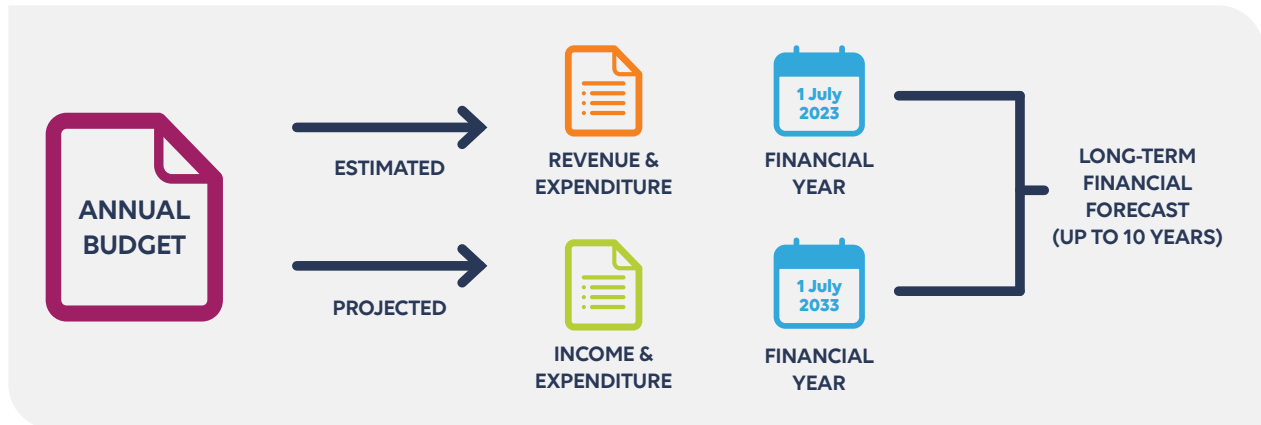 ANNUAL
BUDGET
ESTIMATED
REVENUE &
EXPENDITURE
1 July
2023
FINANCIAL
YEAR
PROJECTED
INCOME &
EXPENDITURE
1 July
2033
FINANCIAL
YEAR
LONG-TERM
FINANCIAL
FORECAST
(UP TO 10 YEARS)